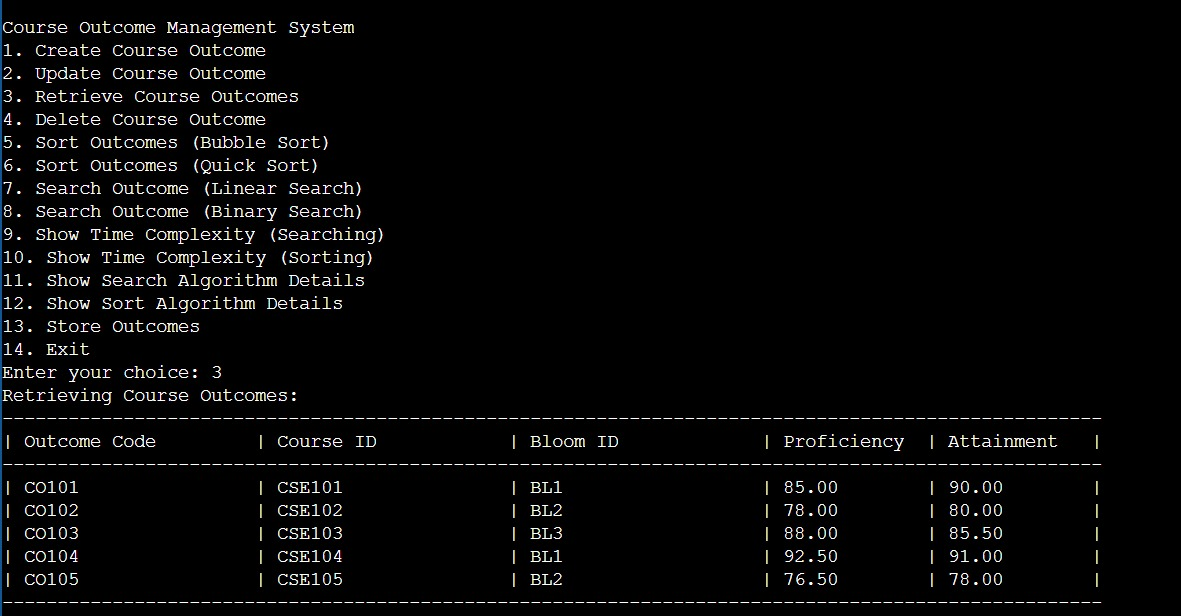 Course Outcome Management System
1. Create Course Outcome
2. Update Course Outcome
3. Retrieve Course Outcomes
4. Delete Course Outcome
5. Sort Outcomes (Bubble Sort)
6. Sort Outcomes (Quick Sort)
7. Search Outcome (Linear Search)
8. Search Outcome (Binary Search)
9. Show Time Complexity (Searching)
10. Show Time Complexity (Sorting)
11. Show Search Algorithm Details
12. Show Sort Algorithm Details
13. Store Outcomes
14. Exit
Enter your choice: 3
Retrieving Course Outcomes:
----------------------------------------------------------------------------------------------------
| Outcome Code         | Course ID            | Bloom ID             | Proficiency  | Attainment   |
----------------------------------------------------------------------------------------------------
| CO101                | CSE101               | BL1                  | 85.00        | 90.00        |
| CO102                | CSE102               | BL2                  | 78.00        | 80.00        |
| CO103                | CSE103               | BL3                  | 88.00        | 85.50        |
| CO104                | CSE104               | BL1                  | 92.50        | 91.00        |
| CO105                | CSE105               | BL2                  | 76.50        | 78.00        |
----------------------------------------------------------------------------------------------------